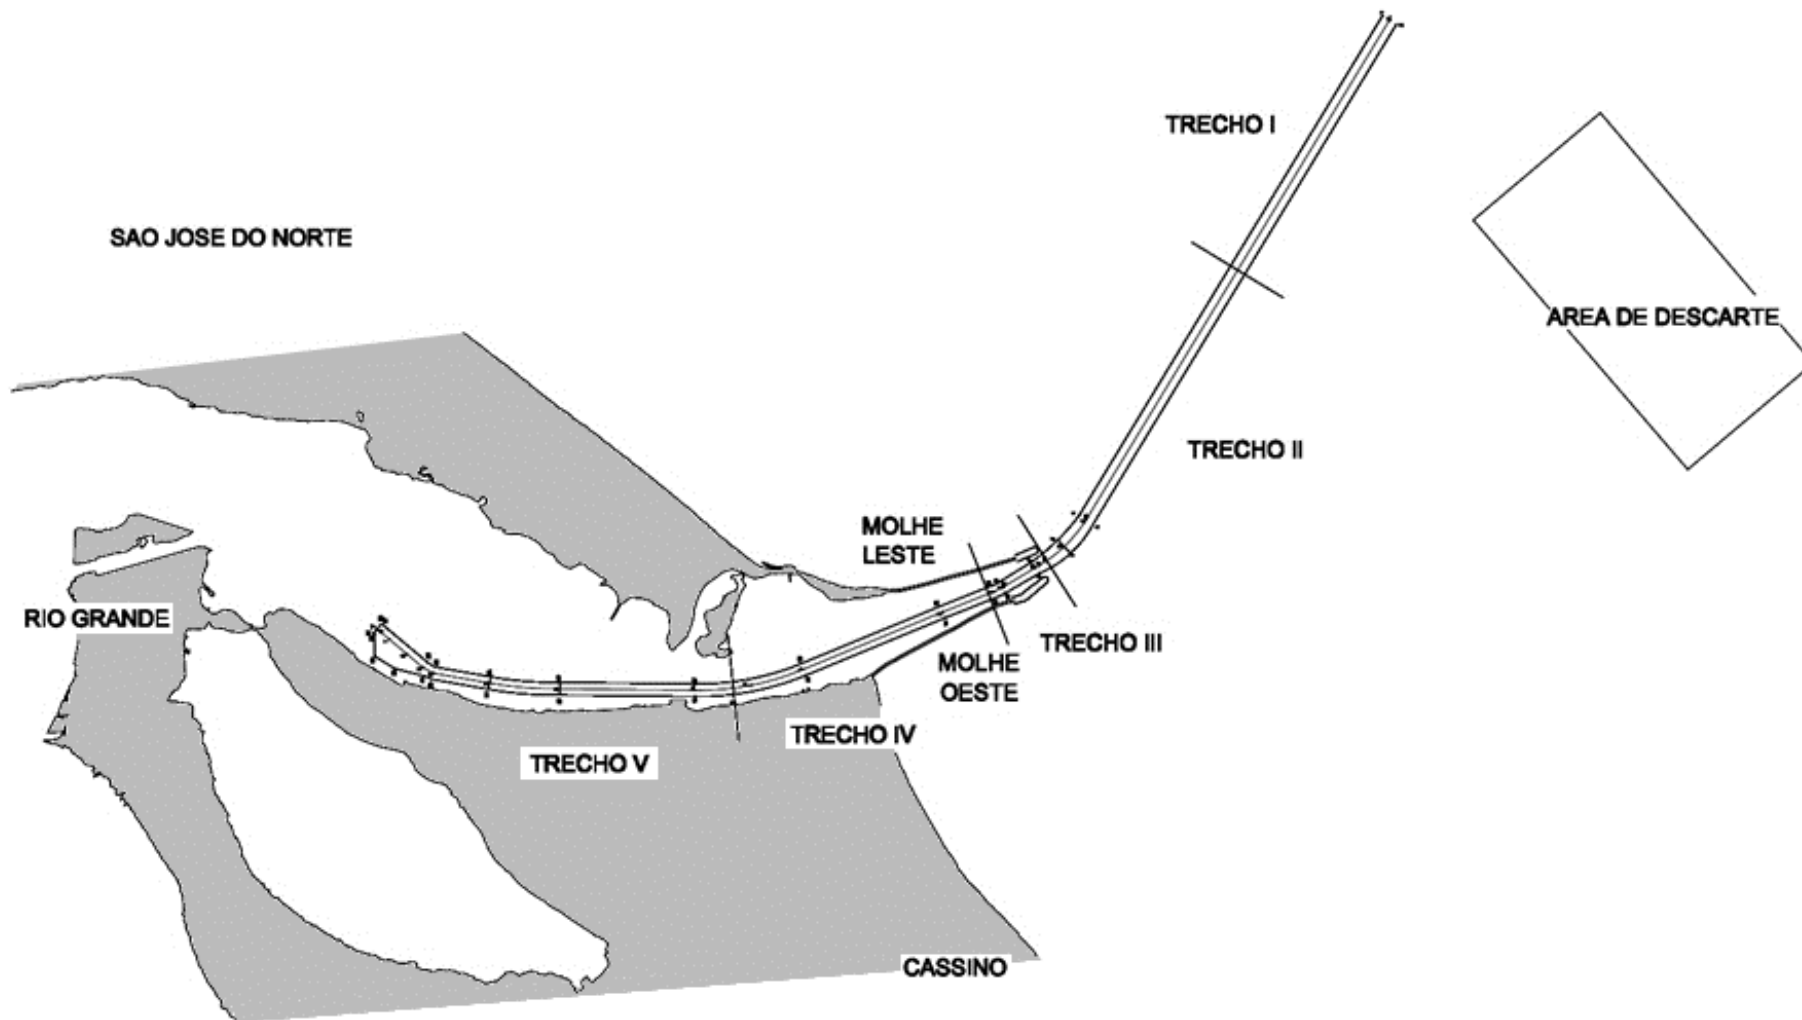 TRECHO I
SAO JOSE DO NORTE
AREA DE DESCARTE
TRECHO II
MOLHE
LESTE
RIO GRANDE
TRECHO III
MOLHE
OESTE
TRECHO IV
TRECHO V
CASSINO